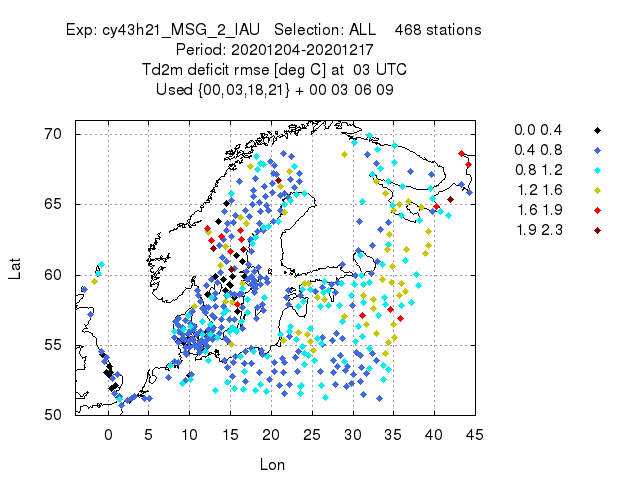 Exp: cy43h21_MSG_2_IAU   Selection: ALL    468 stations
Period: 20201204-20201217
Td2m deficit rmse [deg C] at  03 UTC
Used {00,03,18,21} + 00 03 06 09
70
65
60
55
50
Lat
0 5 10 15 20 25 30 35 40 45
Lon
0.0 0.4
0.4 0.8
0.8 1.2
1.2 1.6
1.6 1.9
1.9 2.3